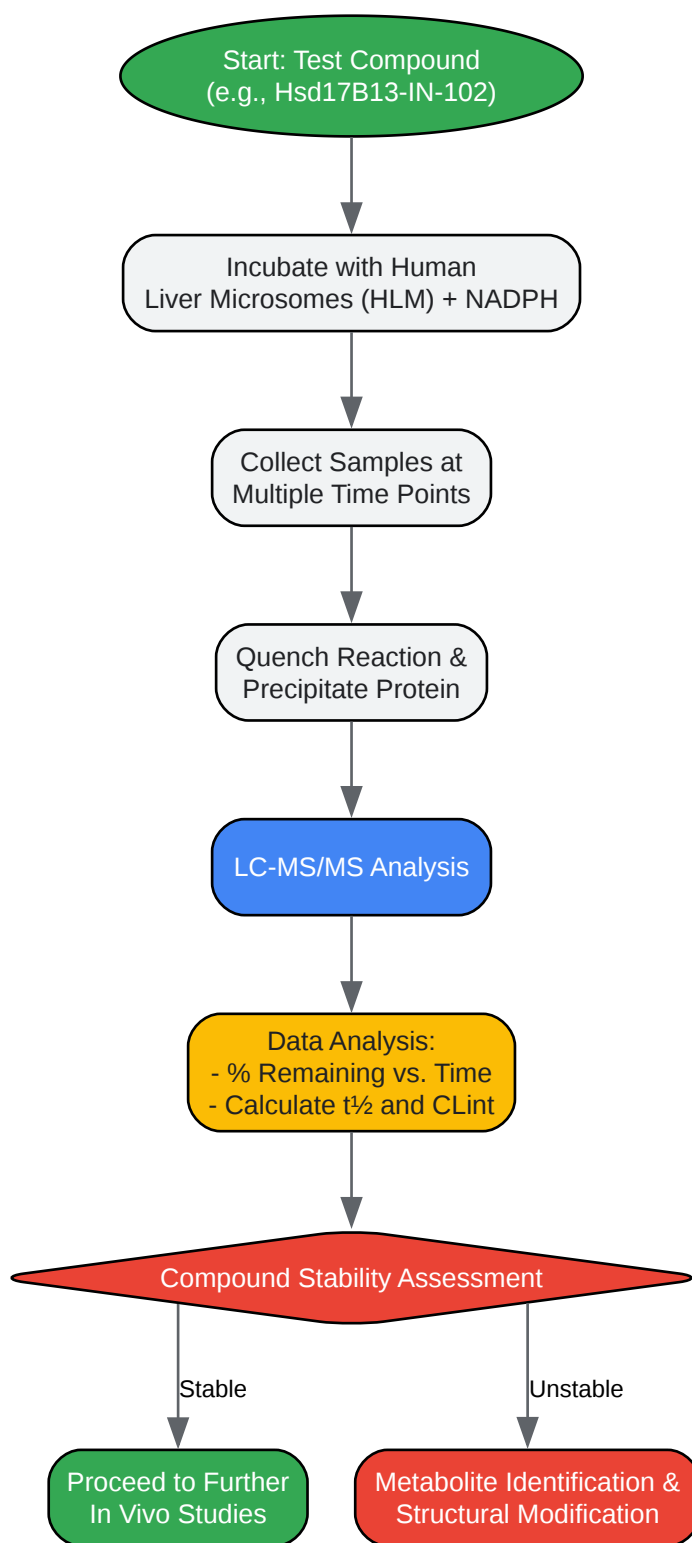 Start: Test Compound
(e.g., Hsd17B13-IN-102)
Incubate with Human
Liver Microsomes (HLM) + NADPH
Collect Samples at
Multiple Time Points
Quench Reaction &
Precipitate Protein
LC-MS/MS Analysis
Data Analysis:
- % Remaining vs. Time
- Calculate t½ and CLint
Compound Stability Assessment
Stable
Unstable
Proceed to Further
In Vivo Studies
Metabolite Identification &
Structural Modification